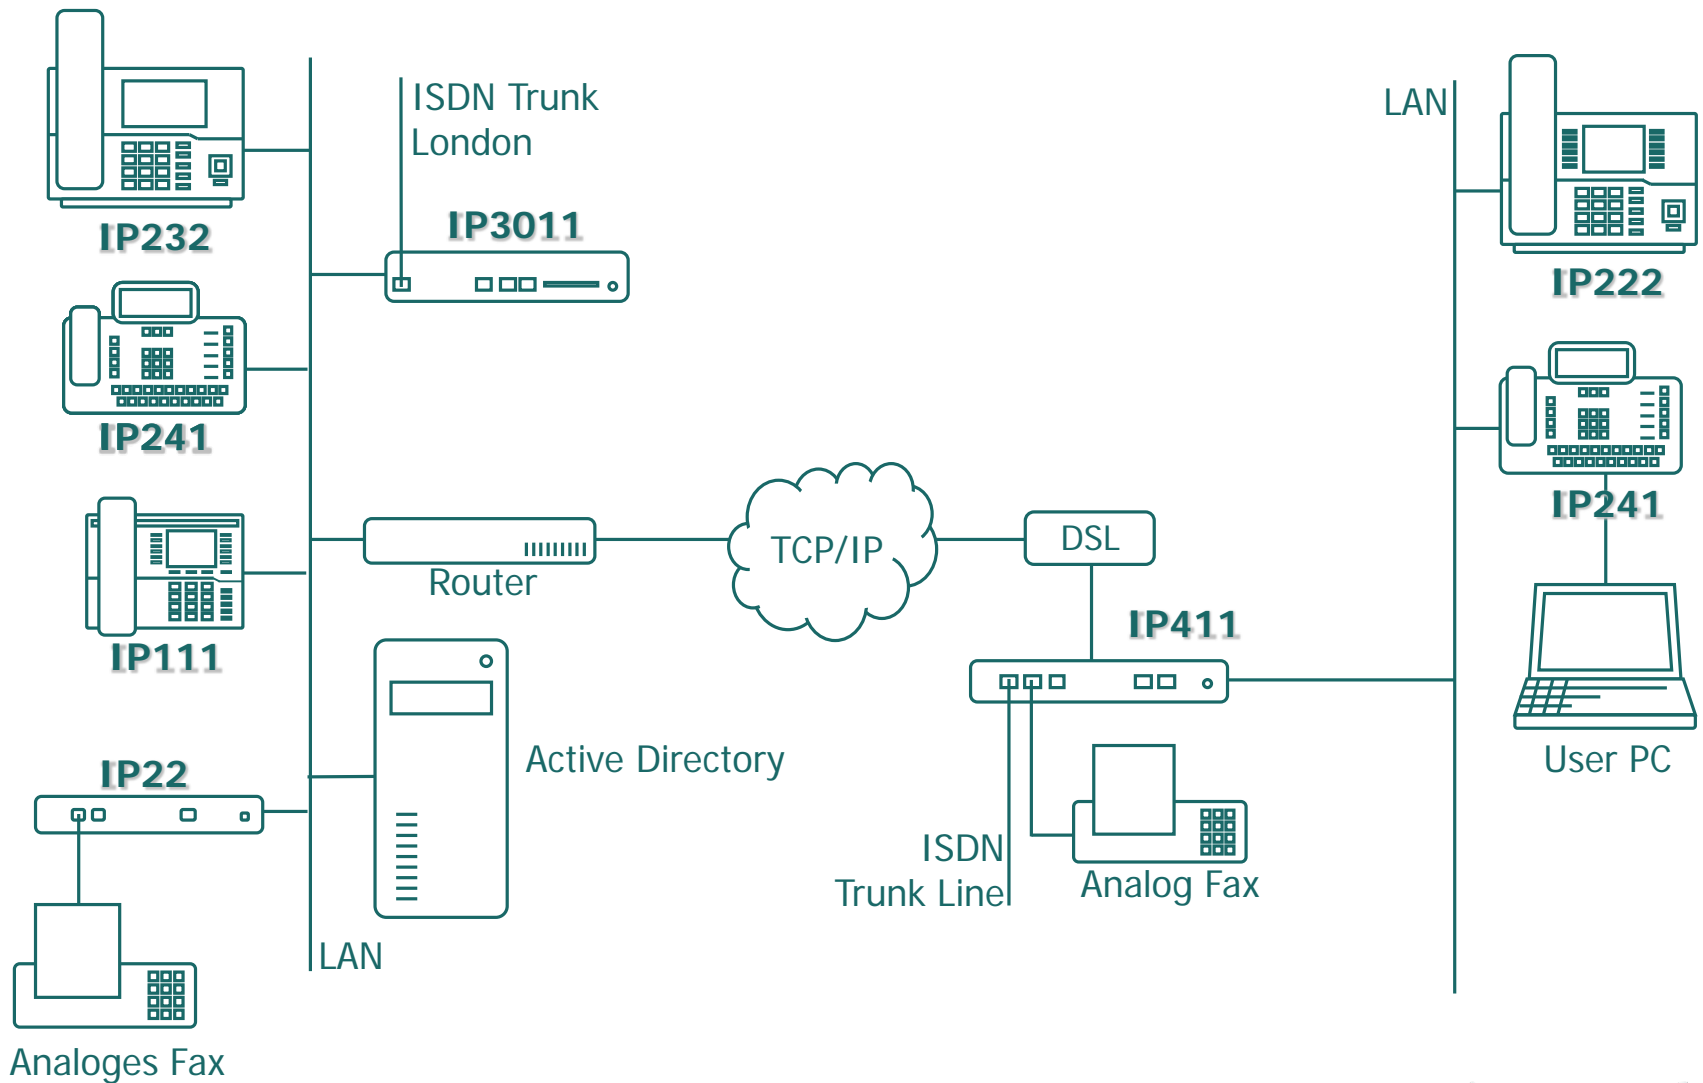 ISDN Trunk
London
LAN
IP232
IP3011
IP222
IP241
IP241
TCP/IP
DSL
Router
IP411
IP111
Active Directory
User PC
IP22
ISDN
Trunk Line
Analog Fax
LAN
Analoges Fax